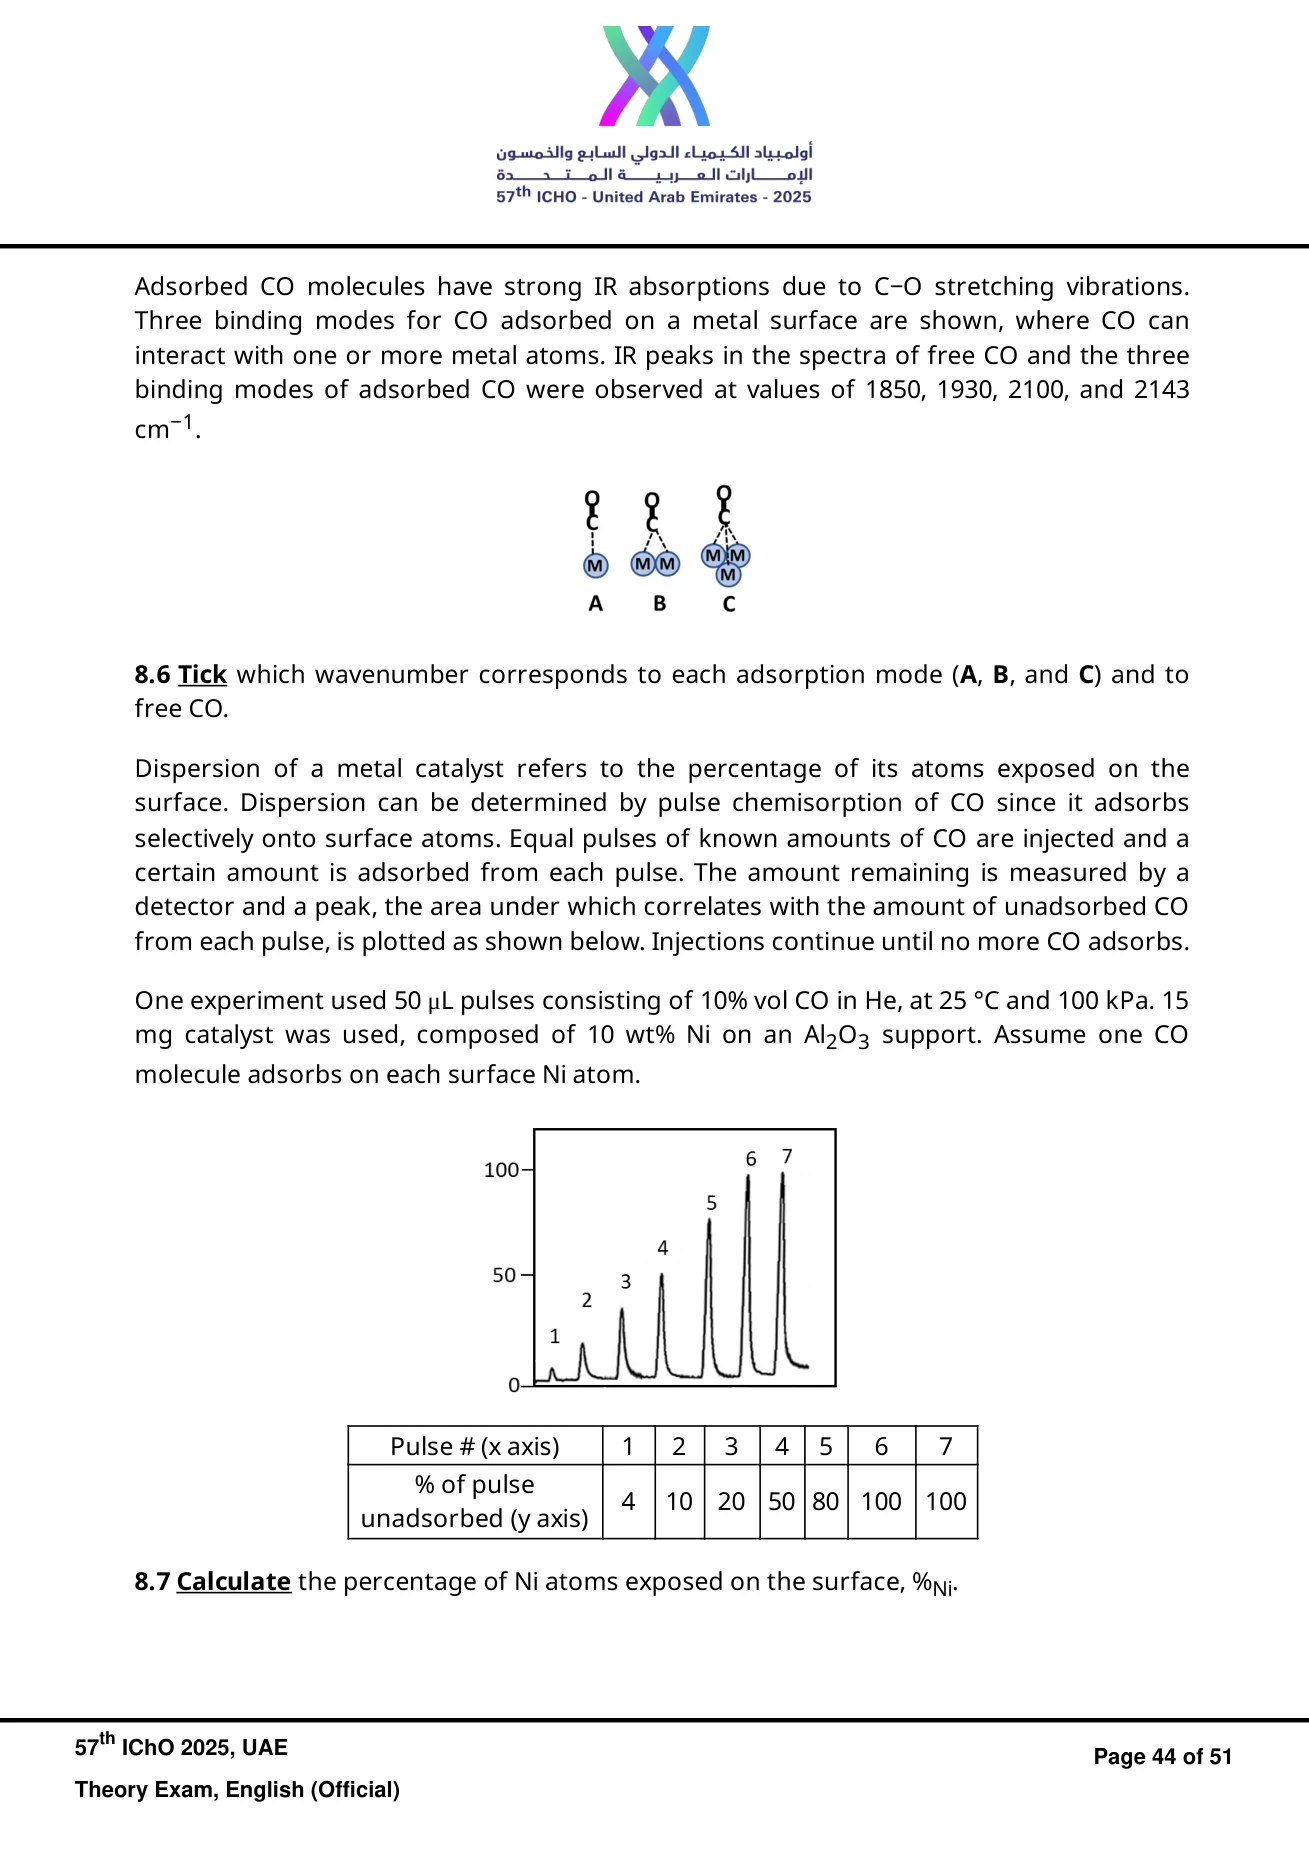 أولمبياد الكيمياء الدولي السابع والخمسون
الإمارات العربية المتحدة
57th ICHO - United Arab Emirates - 2025
Adsorbed CO molecules have strong IR absorptions due to C−O stretching vibrations.
Three binding modes for CO adsorbed on a metal surface are shown, where CO can
interact with one or more metal atoms. IR peaks in the spectra of free CO and the three
binding modes of adsorbed CO were observed at values of 1850, 1930, 2100, and 2143
cm−1.
O O O
C C C
M M M M M
M
A B C
8.6 Tick which wavenumber corresponds to each adsorption mode (A, B, and C) and to
free CO.
Dispersion of a metal catalyst refers to the percentage of its atoms exposed on the
surface. Dispersion can be determined by pulse chemisorption of CO since it adsorbs
selectively onto surface atoms. Equal pulses of known amounts of CO are injected and a
certain amount is adsorbed from each pulse. The amount remaining is measured by a
detector and a peak, the area under which correlates with the amount of unadsorbed CO
from each pulse, is plotted as shown below. Injections continue until no more CO adsorbs.
One experiment used 50 μL pulses consisting of 10% vol CO in He, at 25 °C and 100 kPa. 15
mg catalyst was used, composed of 10 wt% Ni on an Al2O3 support. Assume one CO
molecule adsorbs on each surface Ni atom.
100
50
0
1
2
3
4
5
6
7
Pulse # (x axis) 1 2 3 4 5 6 7
% of pulse
unadsorbed (y axis) 4 10 20 50 80 100 100
8.7 Calculate the percentage of Ni atoms exposed on the surface, %Ni.
57th IChO 2025, UAE
Page 44 of 51
Theory Exam, English (Official)